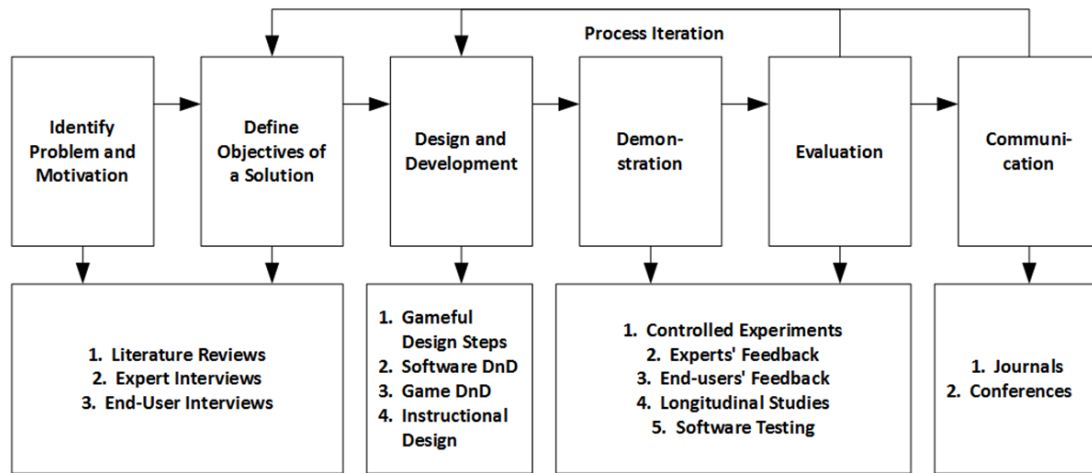 Process Iteration
Identify
Problem and
Motivation
Define
Objectives of
a Solution
Design and
Development
Demon-
stration
Evaluation
Communi-
cation
1. Literature Reviews
2. Expert Interviews
3. End-User Interviews
1. Gameful
Design Steps
2. Software DnD
3. Game DnD
4. Instructional
Design
1. Controlled Experiments
2. Experts' Feedback
3. End-users' Feedback
4. Longitudinal Studies
5. Software Testing
1. Journals
2. Conferences